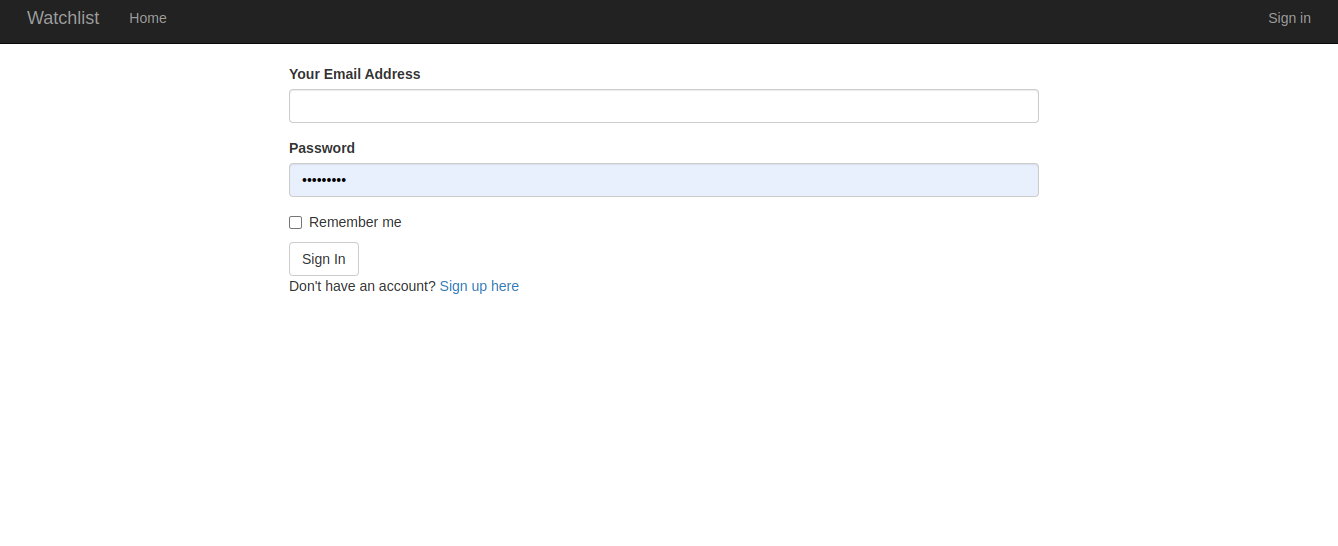 Watchlist Home Sign in
Your Email Address
Password
•••••••••
Remember me
Sign In
Don't have an account? Sign up here